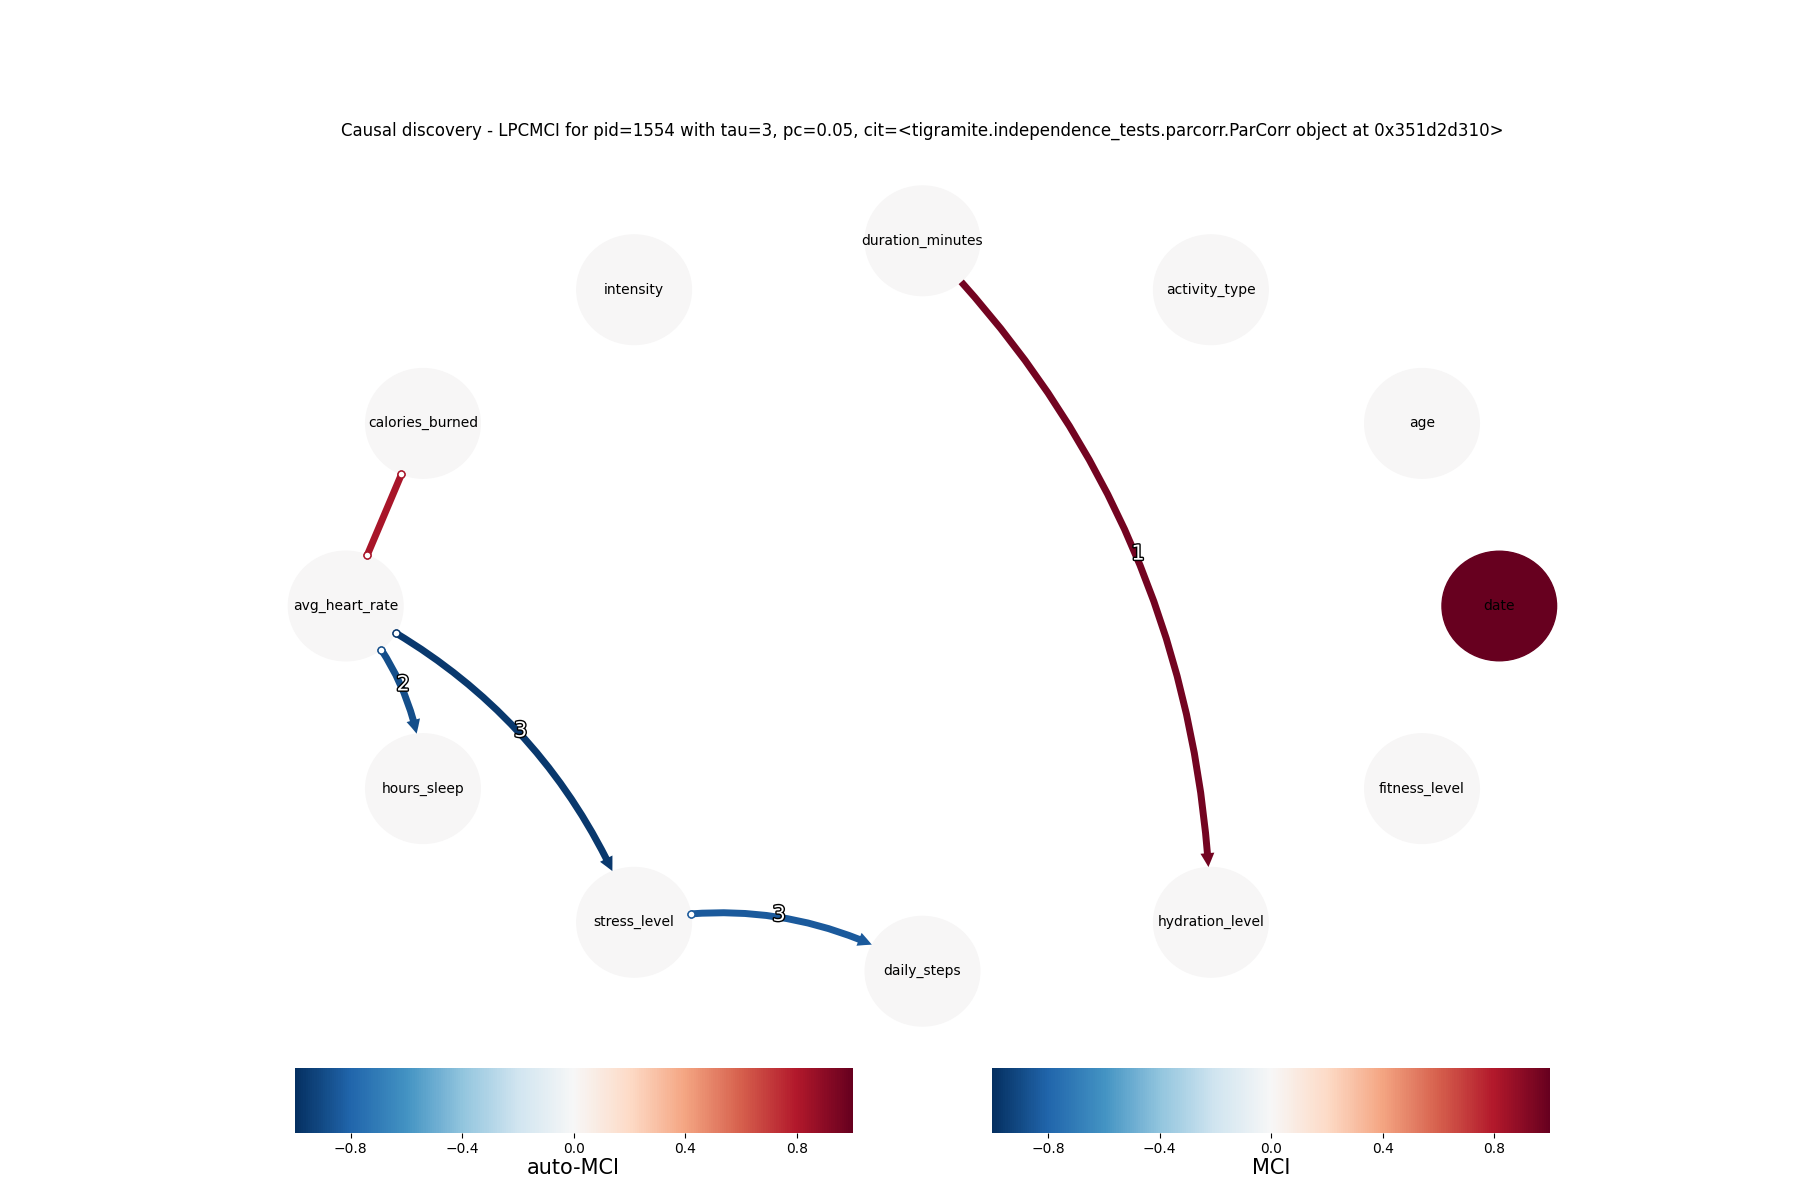 Causal discovery - LPCMCI for pid=1554 with tau=3, pc=0.05, cit=<tigramite.independence_tests.parcorr.ParCorr object at 0x351d2d310>
duration_minutes
intensity
activity_type
calories_burned
age
1
avg_heart_rate
date
2
3
hours_sleep
fitness_level
3
stress_level
hydration_level
daily_steps
−0.8 −0.4 0.0 0.4 0.8
auto-MCI
−0.8 −0.4 0.0 0.4 0.8
MCI